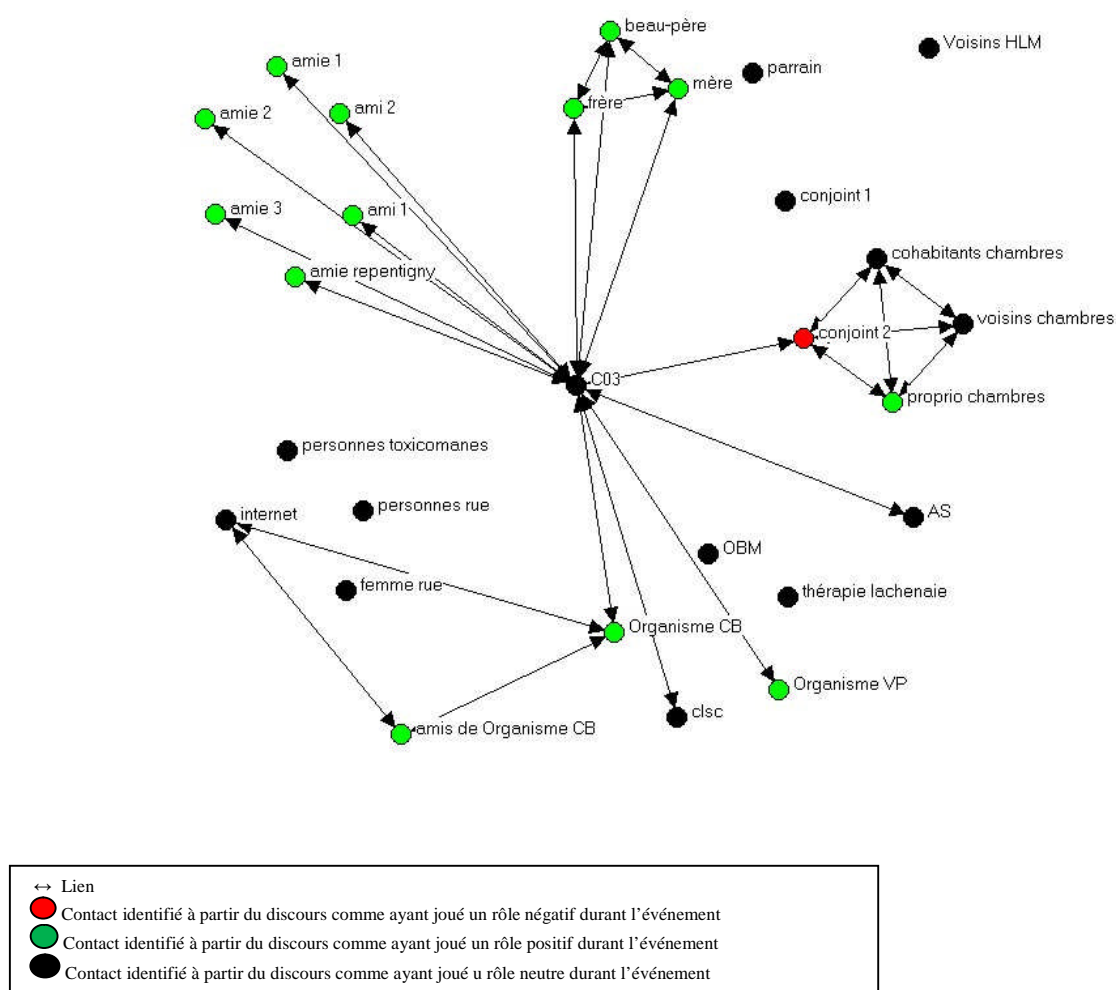 beau-père
Voisins HLM
amie 1
parrain
mère
ami 2
frère
amie 2
conjoint 1
amie 3
ami 1
cohabitants chambres
amie repentigny
voisins chambres
conjoint 2
C03
proprio chambres
personnes toxicomanes
internet
personnes rue
AS
OBM
femme rue
thérapie lachenaie
Organisme CB
Organisme VP
clsc
amis de Organisme CB
↔ Lien
Contact identifié à partir du discours comme ayant joué un rôle négatif durant l’événement
Contact identifié à partir du discours comme ayant joué un rôle positif durant l’événement
Contact identifié à partir du discours comme ayant joué u rôle neutre durant l’événement